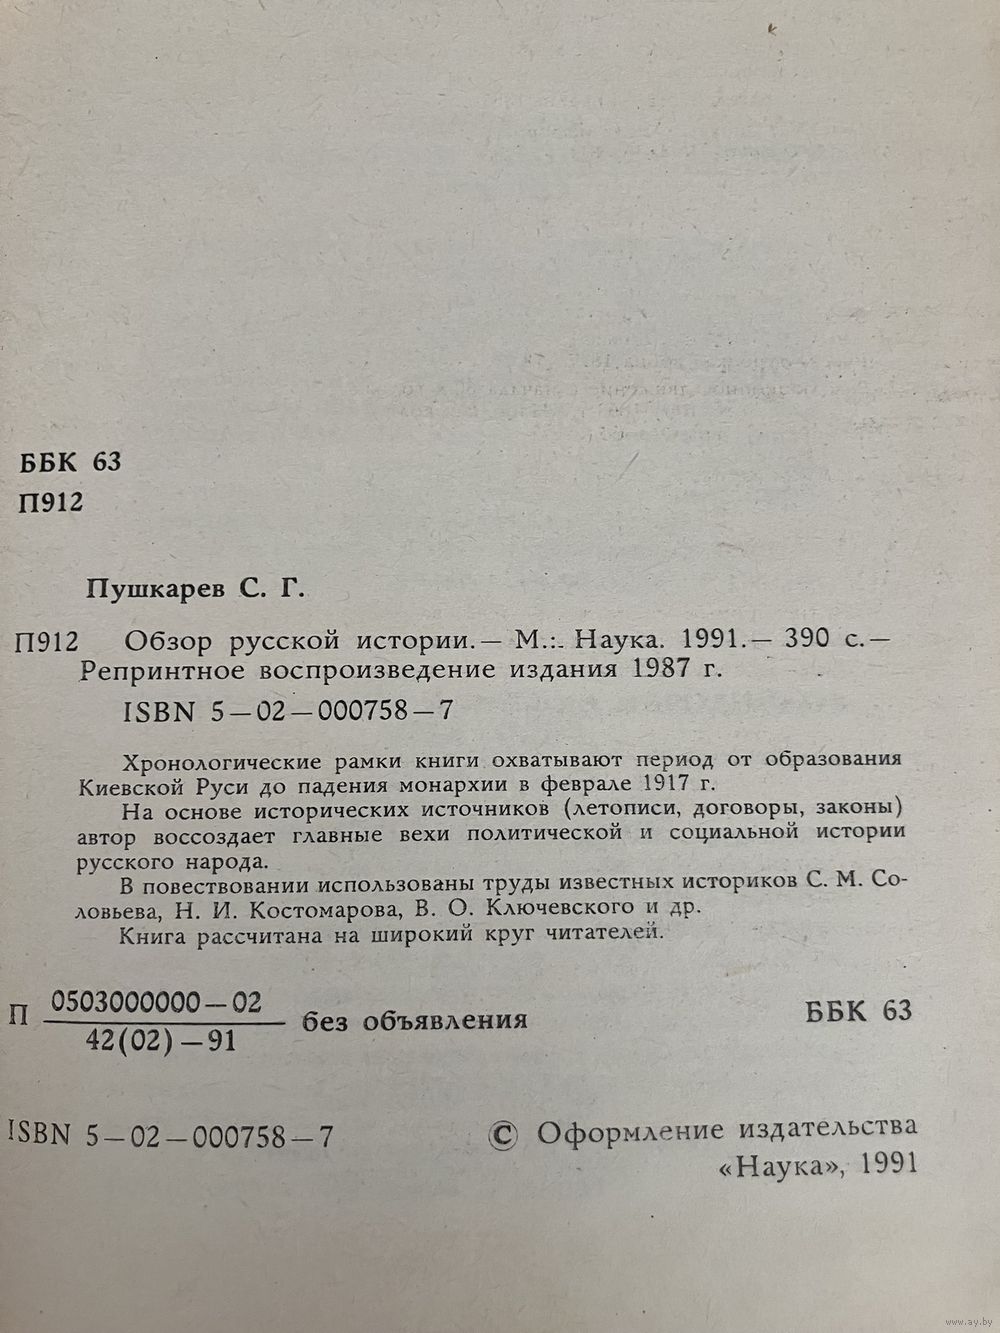 ББК 63
П912
Пушкарев С. Г.
П912 Обзор русской истории.— М.: Наука. 1991.— 390 с.—
Репринтное воспроизведение издания 1987 г.
ISBN 5—02—000758—7
Хронологические рамки книги охватывают период от образования
Киевской Руси до падения монархии в феврале 1917 г.
На основе исторических источников (летописи, договоры, законы)
автор воссоздает главные вехи политической и социальной истории
русского народа.
В повествовании использованы труды известных историков С. М. Со-
ловьева, Н. И. Костомарова, В. О. Ключевского и др.
Книга рассчитана на широкий круг читателей.
П 0503000000—02
42(02)—91 без объявления ББК 63
ISBN 5—02—000758—7
© Оформление издательства
«Наука», 1991
www.ay.by